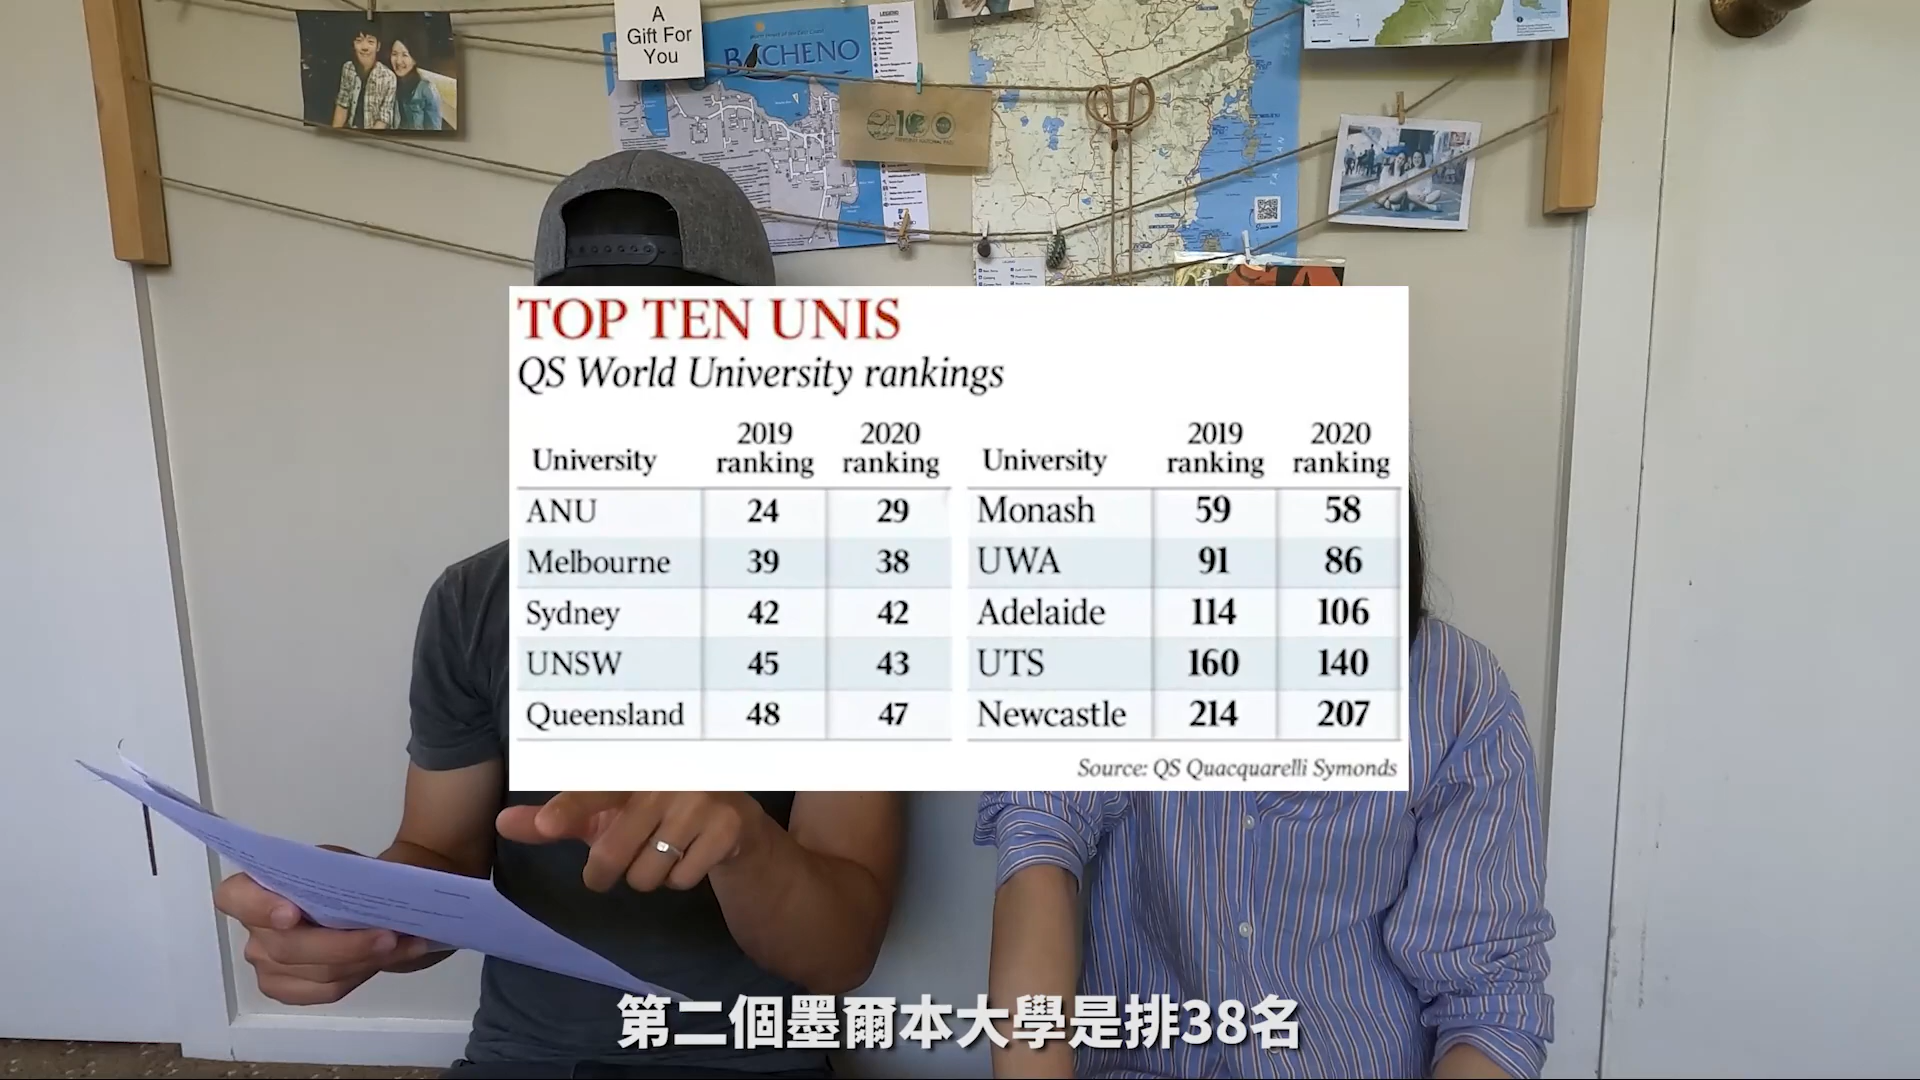 A
Gift For
You
BICHENO
LEGEND
100
TOP TEN UNIS
QS World University rankings
University 2019 ranking 2020 ranking
ANU 24 29
Melbourne 39 38
Sydney 42 42
UNSW 45 43
Queensland 48 47
University 2019 ranking 2020 ranking
Monash 59 58
UWA 91 86
Adelaide 114 106
UTS 160 140
Newcastle 214 207
Source: QS Quacquarelli Symonds
第二個墨爾本大學是排38名